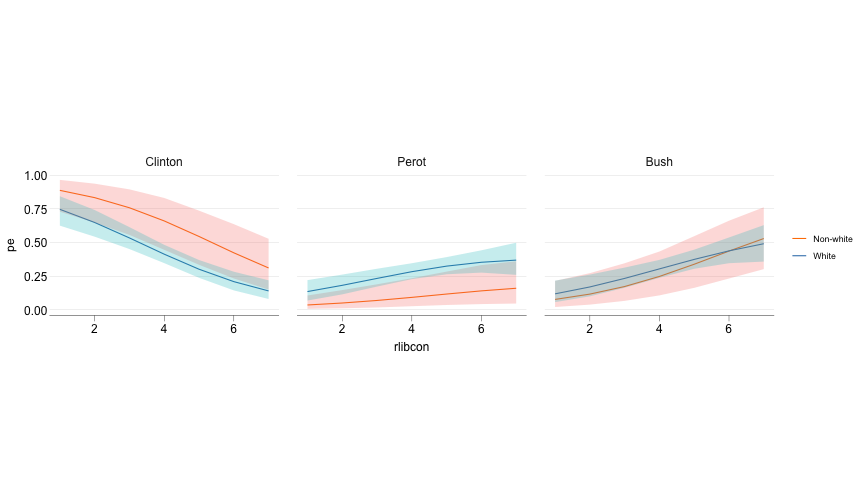 Clinton
Perot
Bush
1.00
0.75
0.50
0.25
0.00
pe
2 4 6
2 4 6
2 4 6
rlibcon
Non-white
White